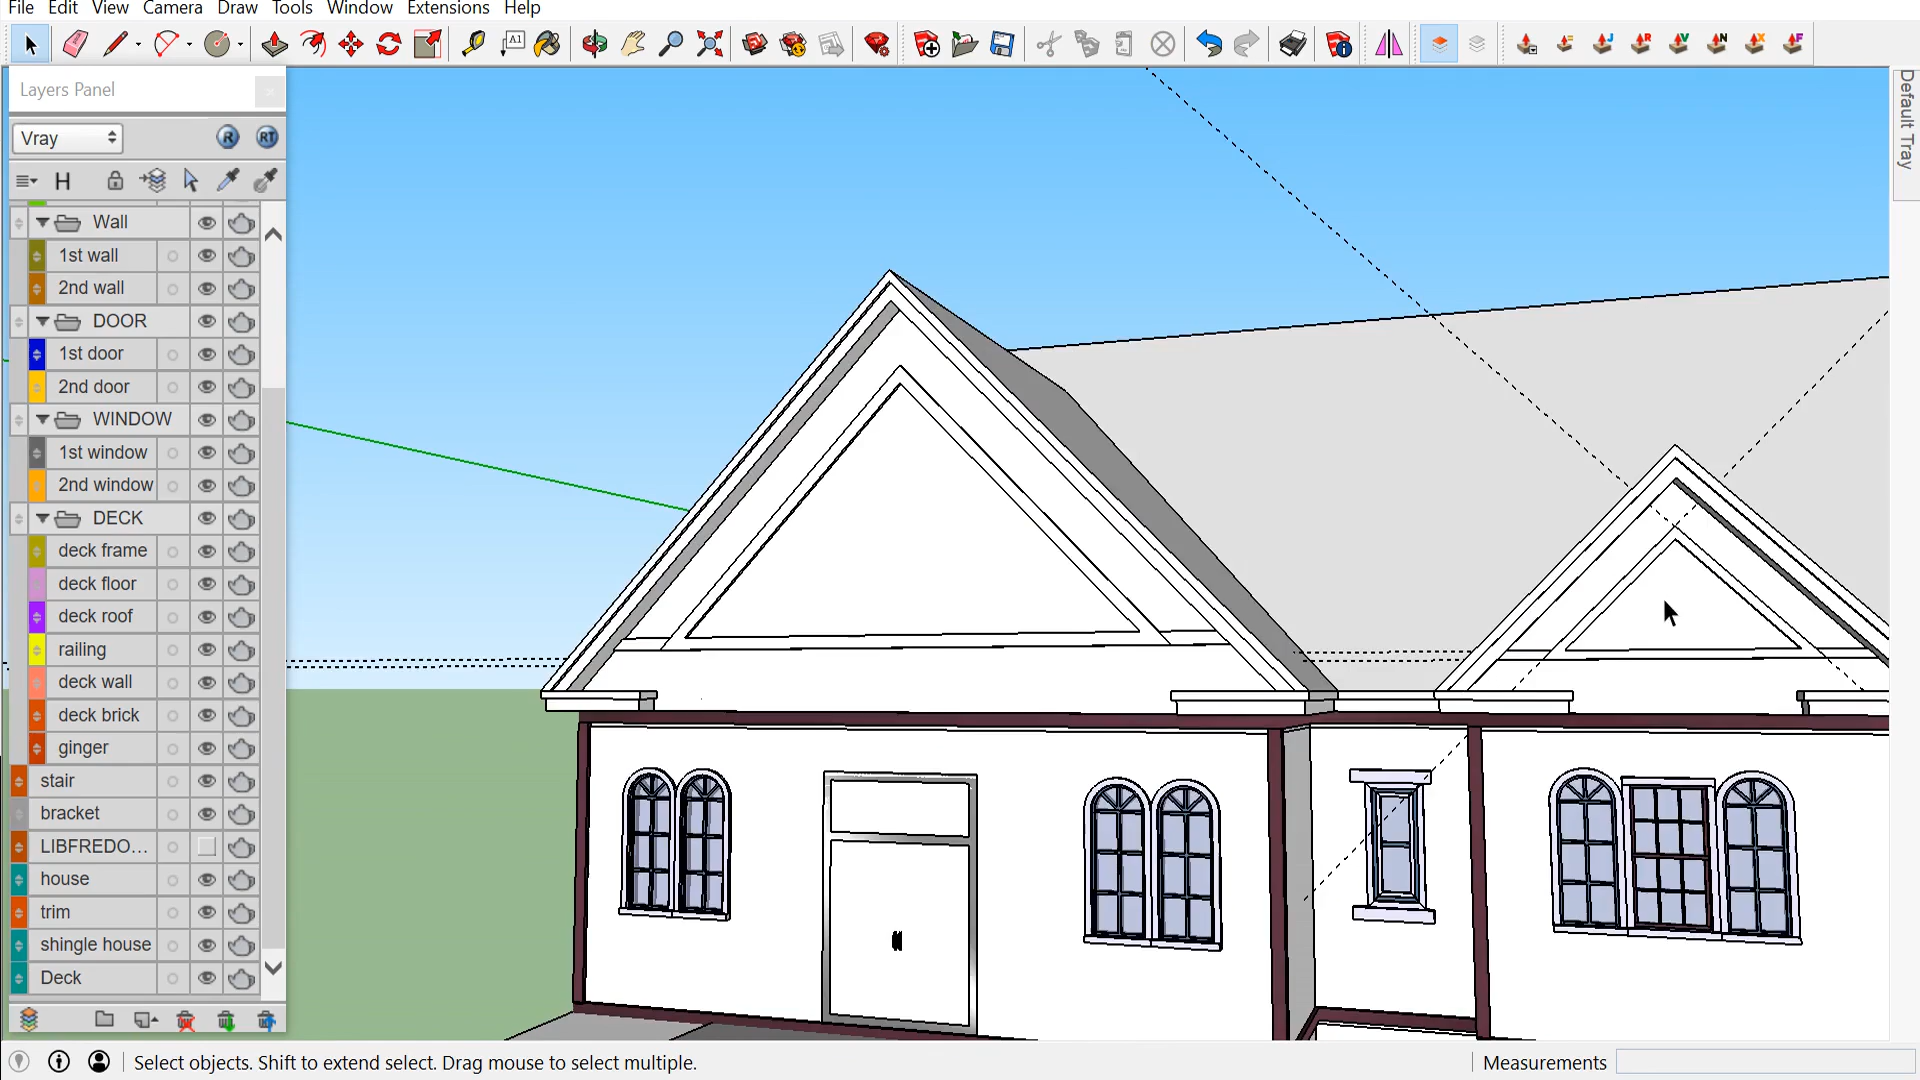 File Edit View Camera Draw Tools Window Extensions Help
A1
J R V N X F
Layers Panel
Default Tray
Vray
R RT
H
Wall
1st wall
2nd wall
DOOR
1st door
2nd door
WINDOW
1st window
2nd window
DECK
deck frame
deck floor
deck roof
railing
deck wall
deck brick
ginger
stair
bracket
LIBFREDO...
house
trim
shingle house
Deck
Select objects. Shift to extend select. Drag mouse to select multiple.
Measurements